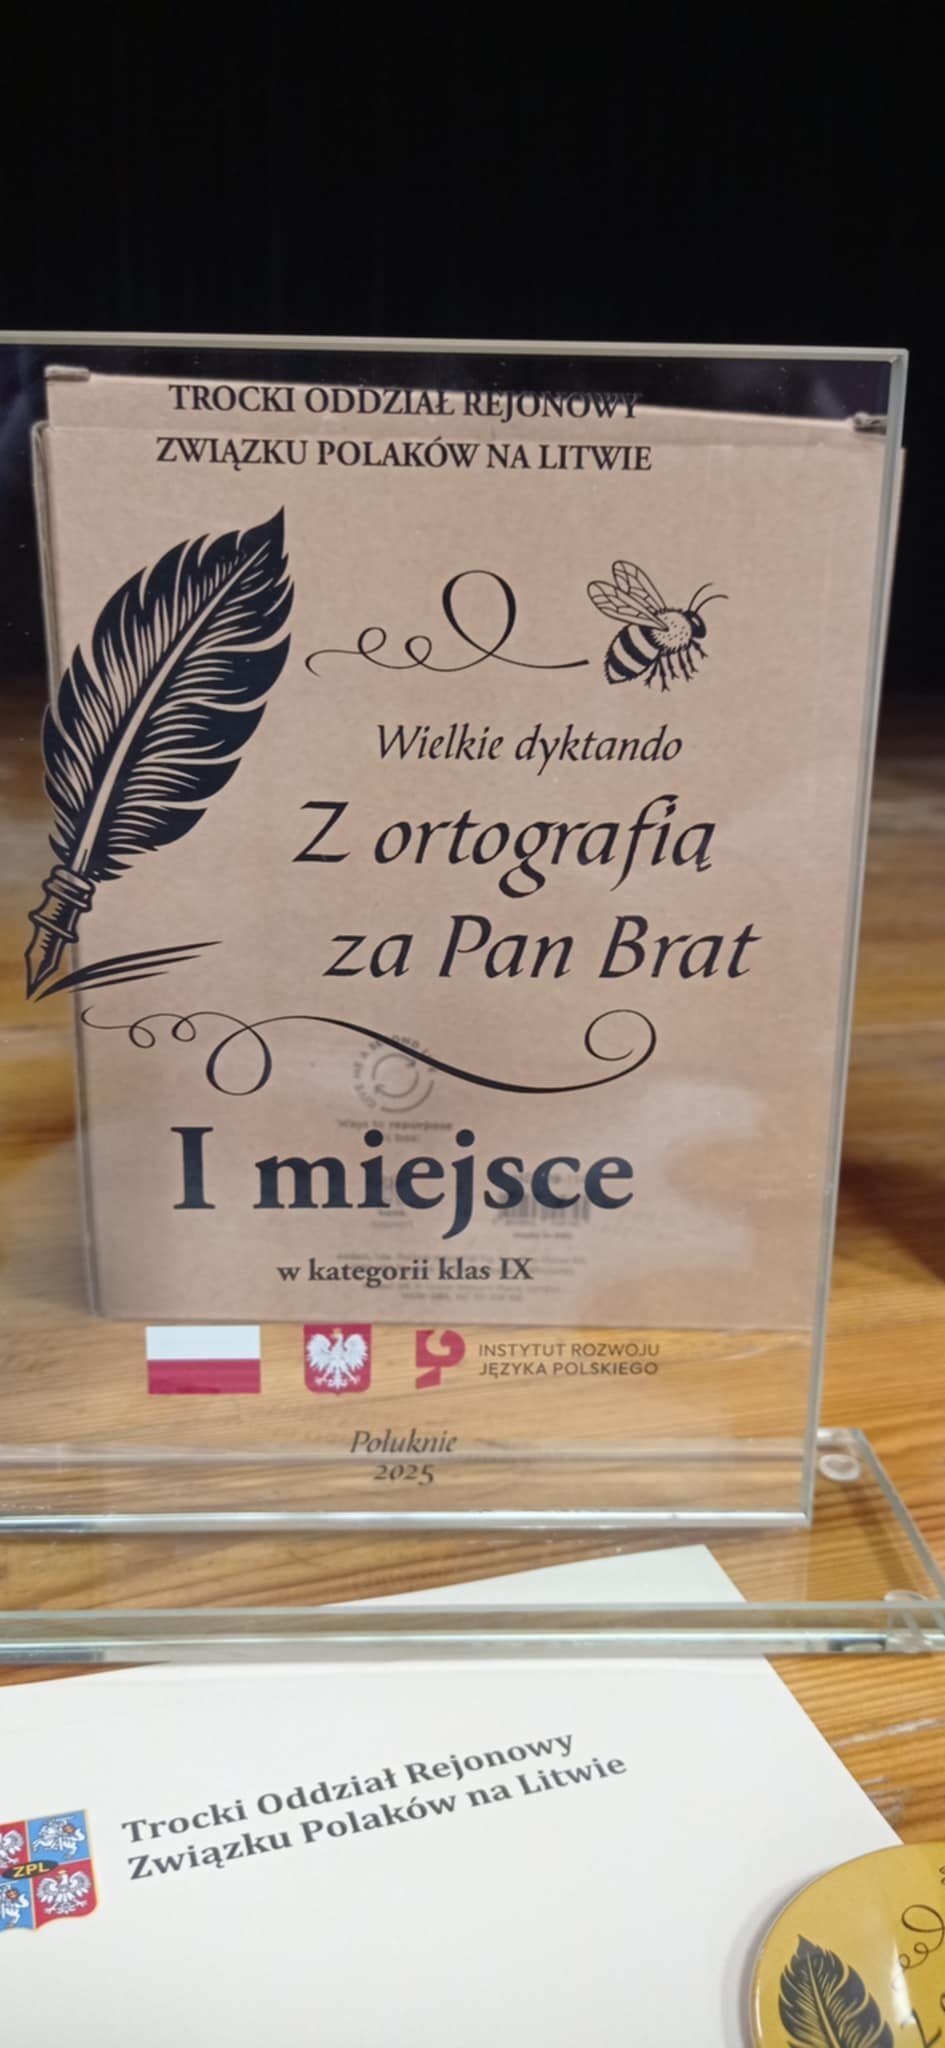 TROCKI ODDZIAŁ REJONOWY
ZWIĄZKU POLAKÓW NA LITWIE
Wielkie dyktando
Z ortografią
za Pan Brat
I miejsce
w kategorii klas IX
INSTYTUT ROZWOJU
JĘZYKA POLSKIEGO
Połuknie
2025
Trocki Oddział Rejonowy
Związku Polaków na Litwie
ZPL